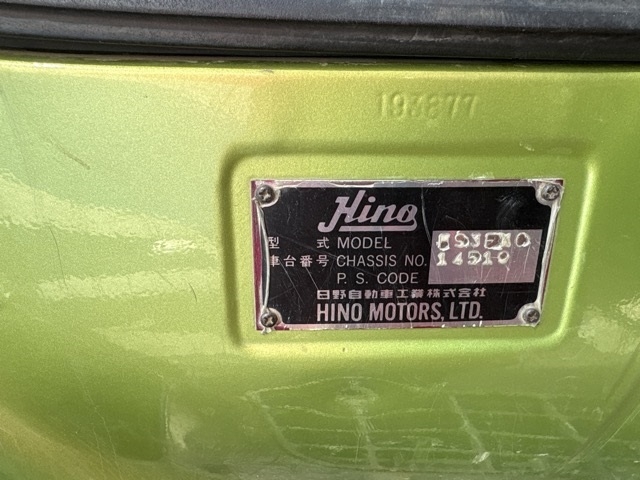 193877
Hino
型 式 MODEL
車台番号 CHASSIS NO. 14510
P. S. CODE
日野自動車工業株式会社
HINO MOTORS, LTD.